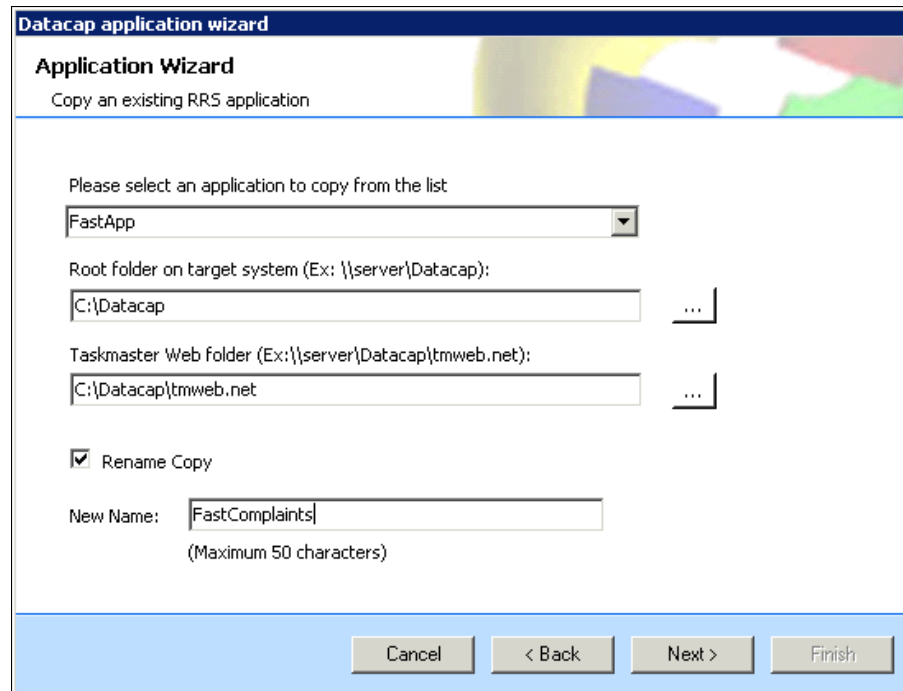 Datacap application wizard
Application Wizard
Copy an existing RRS application
Please select an application to copy from the list
FastApp
Root folder on target system (Ex: \\server\Datacap):
C:\Datacap
...
Taskmaster Web folder (Ex:\\server\Datacap\tmweb.net):
C:\Datacap\tmweb.net
...
Rename Copy
New Name: FastComplaints
(Maximum 50 characters)
Cancel < Back Next > Finish